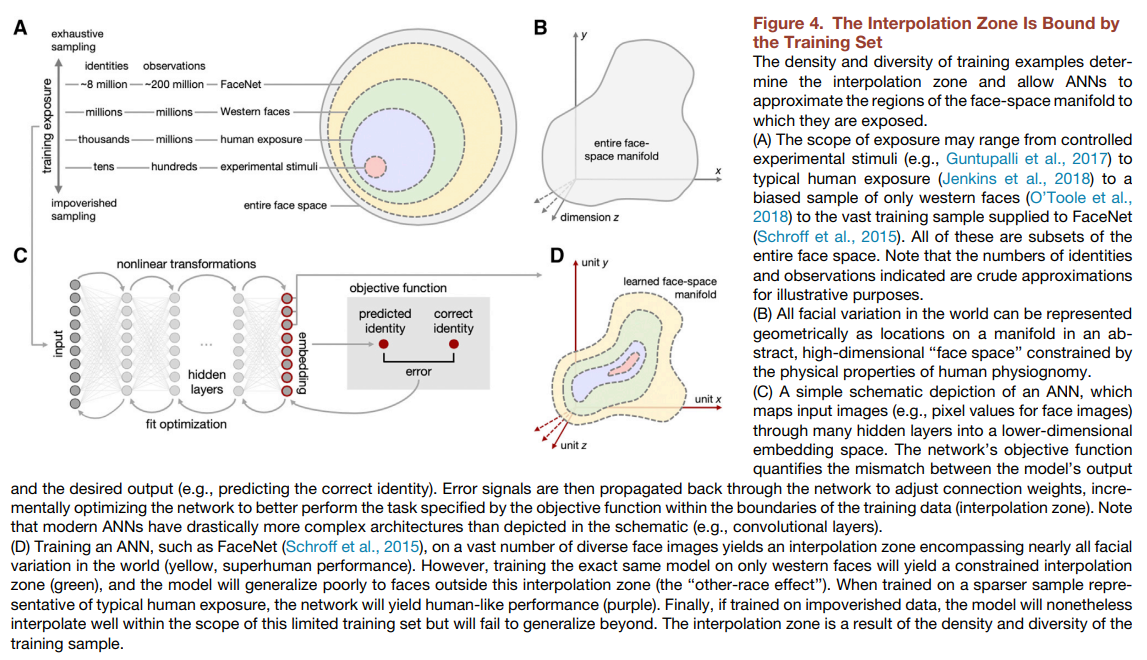 A
exhaustive
sampling
identities observations
~8 million ~200 million FaceNet
millions millions Western faces
thousands millions human exposure
tens hundreds experimental stimuli
entire face space
training exposure
impoverished
sampling
B
y
entire face-
space manifold
x
dimension z
C
nonlinear transformations
input
...
hidden
layers
embedding
fit optimization
objective function
predicted
identity
correct
identity
error
D
unit y
learned face-space
manifold
unit x
unit z
Figure 4. The Interpolation Zone Is Bound by
the Training Set
The density and diversity of training examples deter-
mine the interpolation zone and allow ANNs to
approximate the regions of the face-space manifold to
which they are exposed.
(A) The scope of exposure may range from controlled
experimental stimuli (e.g., Guntupalli et al., 2017) to
typical human exposure (Jenkins et al., 2018) to a
biased sample of only western faces (O'Toole et al.,
2018) to the vast training sample supplied to FaceNet
(Schroff et al., 2015). All of these are subsets of the
entire face space. Note that the numbers of identities
and observations indicated are crude approximations
for illustrative purposes.
(B) All facial variation in the world can be represented
geometrically as locations on a manifold in an ab-
stract, high-dimensional "face space" constrained by
the physical properties of human physiognomy.
(C) A simple schematic depiction of an ANN, which
maps input images (e.g., pixel values for face images)
through many hidden layers into a lower-dimensional
embedding space. The network's objective function
quantifies the mismatch between the model's output
and the desired output (e.g., predicting the correct identity). Error signals are then propagated back through the network to adjust connection weights, incre-
mentally optimizing the network to better perform the task specified by the objective function within the boundaries of the training data (interpolation zone). Note
that modern ANNs have drastically more complex architectures than depicted in the schematic (e.g., convolutional layers).
(D) Training an ANN, such as FaceNet (Schroff et al., 2015), on a vast number of diverse face images yields an interpolation zone encompassing nearly all facial
variation in the world (yellow, superhuman performance). However, training the exact same model on only western faces will yield a constrained interpolation
zone (green), and the model will generalize poorly to faces outside this interpolation zone (the "other-race effect"). When trained on a sparser sample repre-
sentative of typical human exposure, the network will yield human-like performance (purple). Finally, if trained on impoverished data, the model will nonetheless
interpolate well within the scope of this limited training set but will fail to generalize beyond. The interpolation zone is a result of the density and diversity of the
training sample.